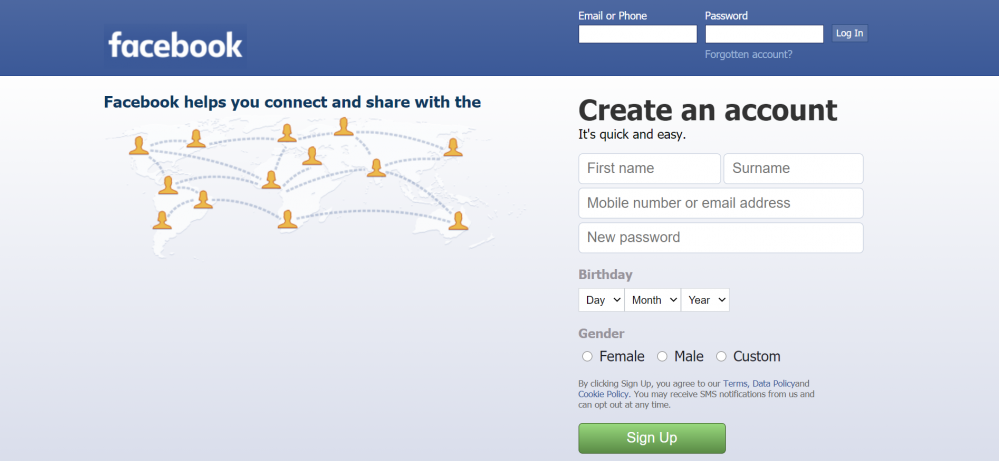 facebook
Email or Phone
Password
Log In
Forgotten account?
Facebook helps you connect and share with the
Create an account
It's quick and easy.
First name
Surname
Mobile number or email address
New password
Birthday
Day
Month
Year
Gender
Female
Male
Custom
By clicking Sign Up, you agree to our Terms, Data Policyand
Cookie Policy. You may receive SMS notifications from us and
can opt out at any time.
Sign Up